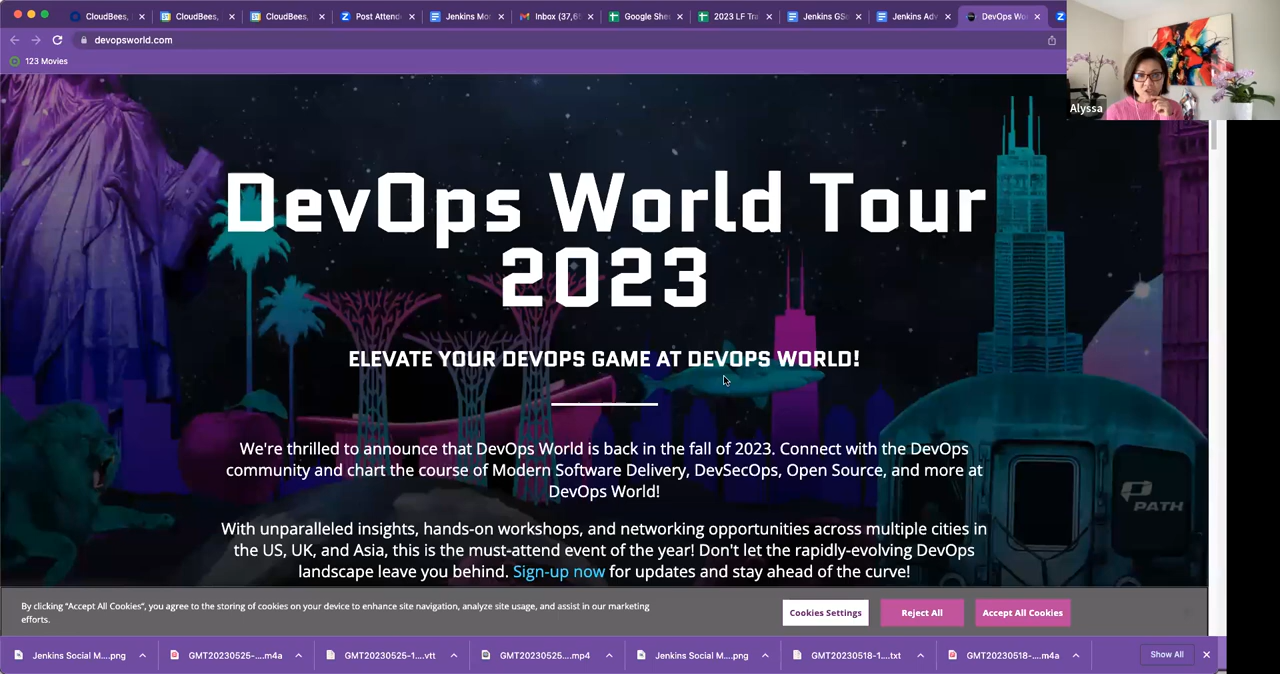 CloudBees,
CloudBees,
CloudBees,
Post Attend
Jenkins Mo
Inbox (37,6
Google She
2023 LF Tra
Jenkins GS
Jenkins Adv
DevOps Wo
devopsworld.com
123 Movies
Alyssa
DevOps World Tour
2023
ELEVATE YOUR DEVOPS GAME AT DEVOPS WORLD!
We're thrilled to announce that DevOps World is back in the fall of 2023. Connect with the DevOps
community and chart the course of Modern Software Delivery, DevSecOps, Open Source, and more at
DevOps World!
With unparalleled insights, hands-on workshops, and networking opportunities across multiple cities in
the US, UK, and Asia, this is the must-attend event of the year! Don't let the rapidly-evolving DevOps
landscape leave you behind. Sign-up now for updates and stay ahead of the curve!
PATH
By clicking “Accept All Cookies”, you agree to the storing of cookies on your device to enhance site navigation, analyze site usage, and assist in our marketing
efforts.
Cookies Settings
Reject All
Accept All Cookies
Jenkins Social M....png
GMT20230525-....m4a
GMT20230525-1....vtt
GMT20230525....mp4
Jenkins Social M....png
GMT20230518-1....txt
GMT20230518-....m4a
Show All